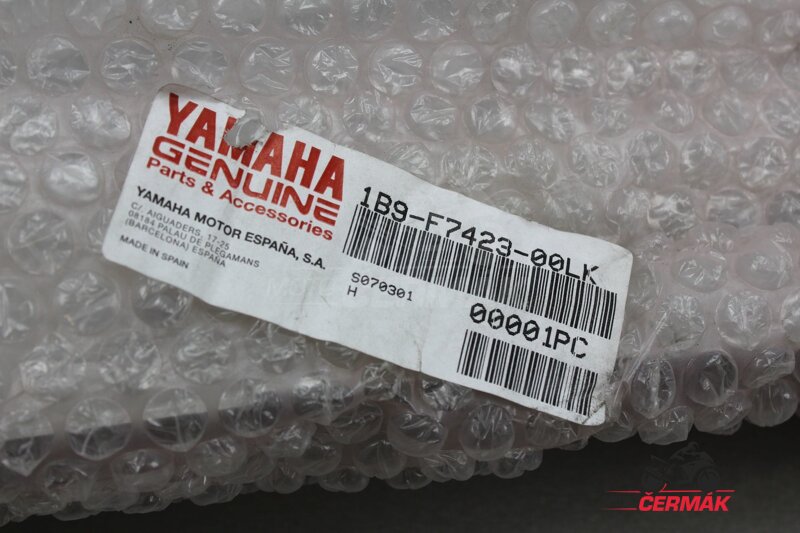 YAMAHA
GENUINE
Parts & Accessories
YAMAHA MOTOR ESPAÑA, S.A.
C/. AIGUADERS, 17-25
08184 PALAU DE PLEGAMANS
(BARCELONA) ESPAÑA
MADE IN SPAIN
1B9-F7423-00LK
S070301
H
00001PC
ČERMÁK